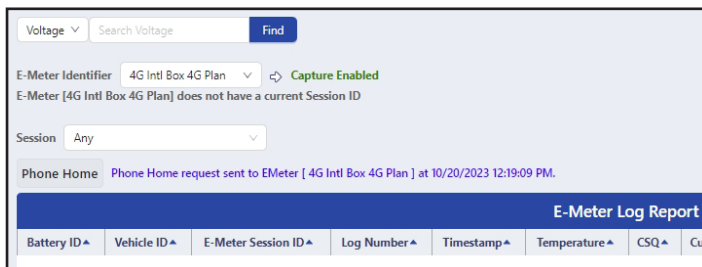 Voltage Search Voltage Find
E-Meter Identifier 4G Intl Box 4G Plan Capture Enabled
E-Meter [4G Intl Box 4G Plan] does not have a current Session ID
Session Any
Phone Home Phone Home request sent to EMeter [ 4G Intl Box 4G Plan ] at 10/20/2023 12:19:09 PM.
E-Meter Log Report
Battery ID Vehicle ID E-Meter Session ID Log Number Timestamp Temperature CSQ